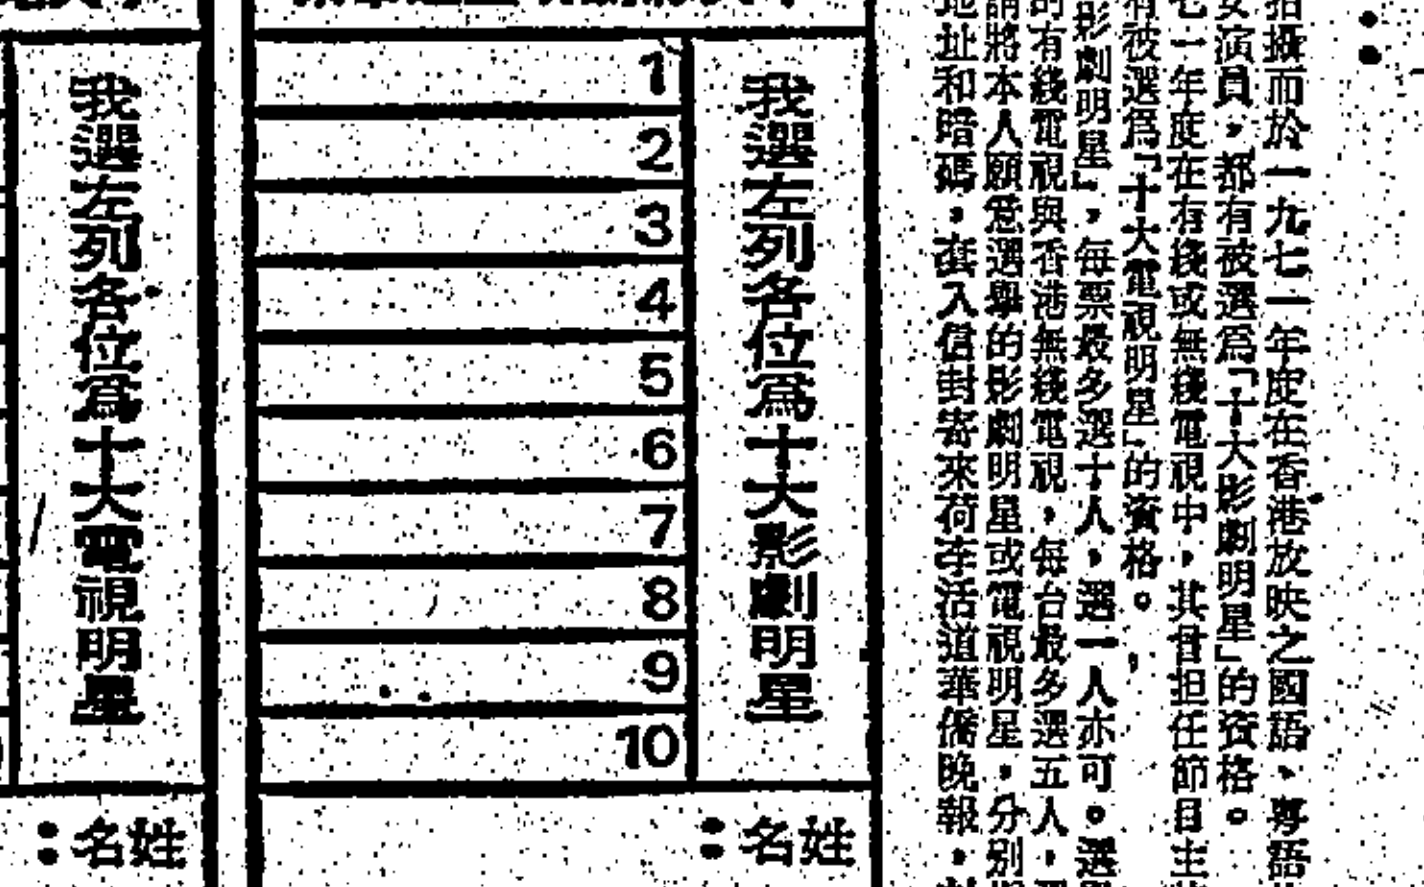 拍攝而於一九七一年度在香港放映之國語、粵語
女演員，都有被選爲「十大影劇明星」的資格。
七一年度在有綫或無綫電視中，其曾担任節目主
有被選爲「十大電視明星」的資格。
影劇明星」，每票最多選十人，選一人亦可。選
的有綫電視與香港無綫電視，每台最多選五人，
請將本人願意選舉的影劇明星或電視明星，分別
地址和暗碼，套入信封寄來荷李活道華僑晚報，
我選左列各位爲十大影劇明星
1
2
3
4
5
6
7
8
9
10
姓名：
我選左列各位爲十大電視明星
姓名：